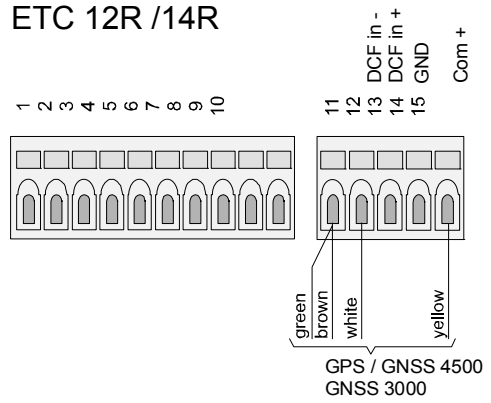 ETC 12R /14R
1 2 3 4 5 6 7 8 9 10
11
12
13 DCF in -
14 DCF in +
15 GND
Com +
green
brown
white
yellow
GPS / GNSS 4500
GNSS 3000